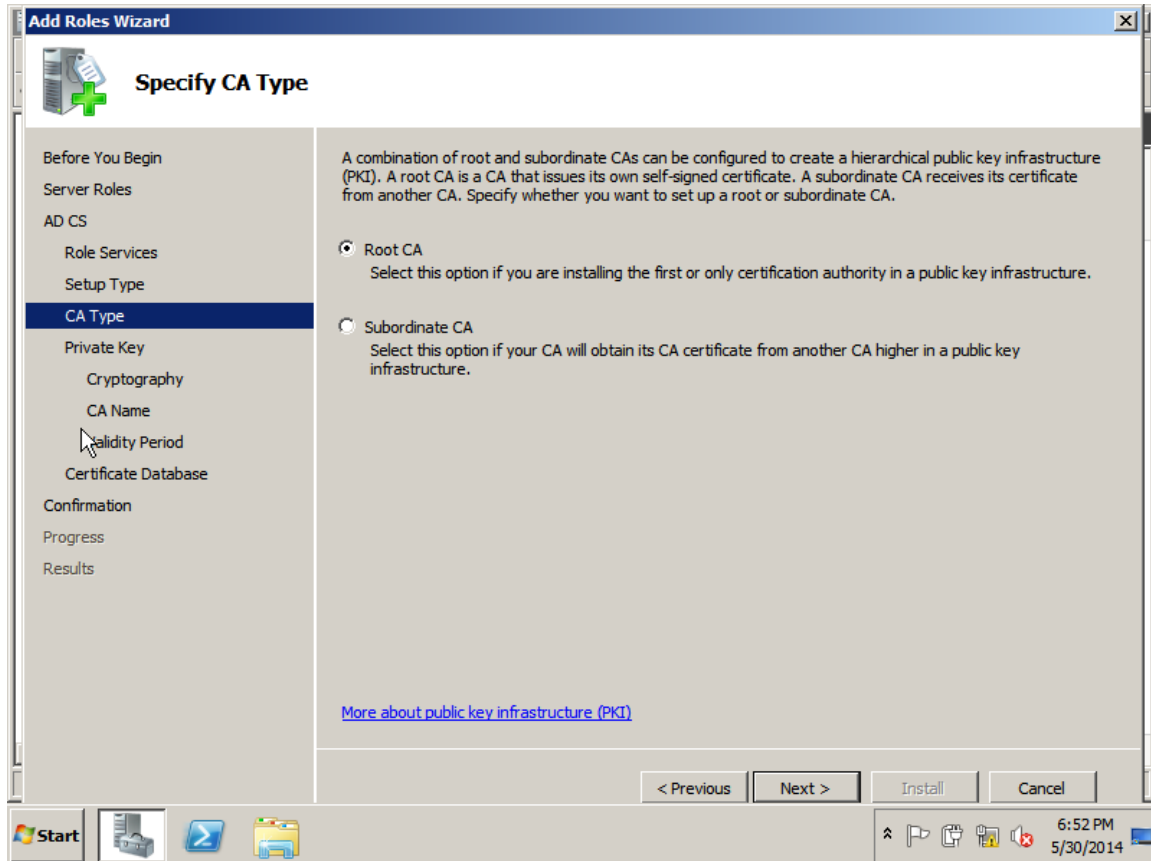 Add Roles Wizard
Specify CA Type
Before You Begin
Server Roles
AD CS
Role Services
Setup Type
CA Type
Private Key
Cryptography
CA Name
Validity Period
Certificate Database
Confirmation
Progress
Results
A combination of root and subordinate CAs can be configured to create a hierarchical public key infrastructure
(PKI). A root CA is a CA that issues its own self-signed certificate. A subordinate CA receives its certificate
from another CA. Specify whether you want to set up a root or subordinate CA.
Root CA
Select this option if you are installing the first or only certification authority in a public key infrastructure.
Subordinate CA
Select this option if your CA will obtain its CA certificate from another CA higher in a public key
infrastructure.
More about public key infrastructure (PKI)
< Previous
Next >
Install
Cancel
Start
6:52 PM
5/30/2014